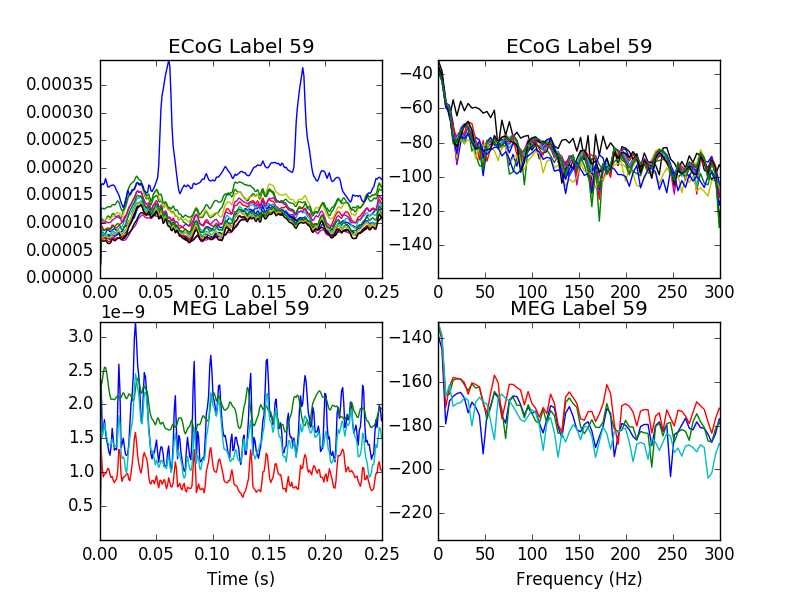 ECoG Label 59
ECoG Label 59
0.00035
0.00030
0.00025
0.00020
0.00015
0.00010
0.00005
0.00000
0.00 0.05 0.10 0.15 0.20 0.25
−40
−60
−80
−100
−120
−140
0 50 100 150 200 250 300
1e−9
MEG Label 59
MEG Label 59
3.0
2.5
2.0
1.5
1.0
0.5
0.00 0.05 0.10 0.15 0.20 0.25
Time (s)
−140
−160
−180
−200
−220
0 50 100 150 200 250 300
Frequency (Hz)